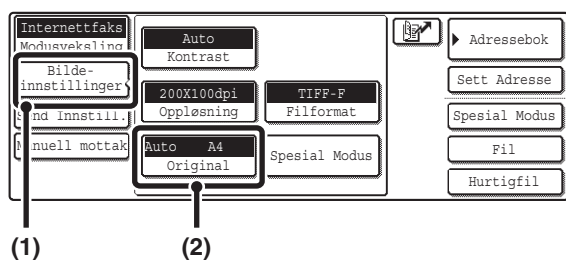 Internettfaks
Modusveksling
Bilde-
innstillinger
Send Innstill.
Manuell mottak
Auto
Kontrast
200X100dpi
Oppløsning
TIFF-F
Filformat
Auto A4
Original
Spesial Modus
Adressebok
Sett Adresse
Spesial Modus
Fil
Hurtigfil
(1) (2)